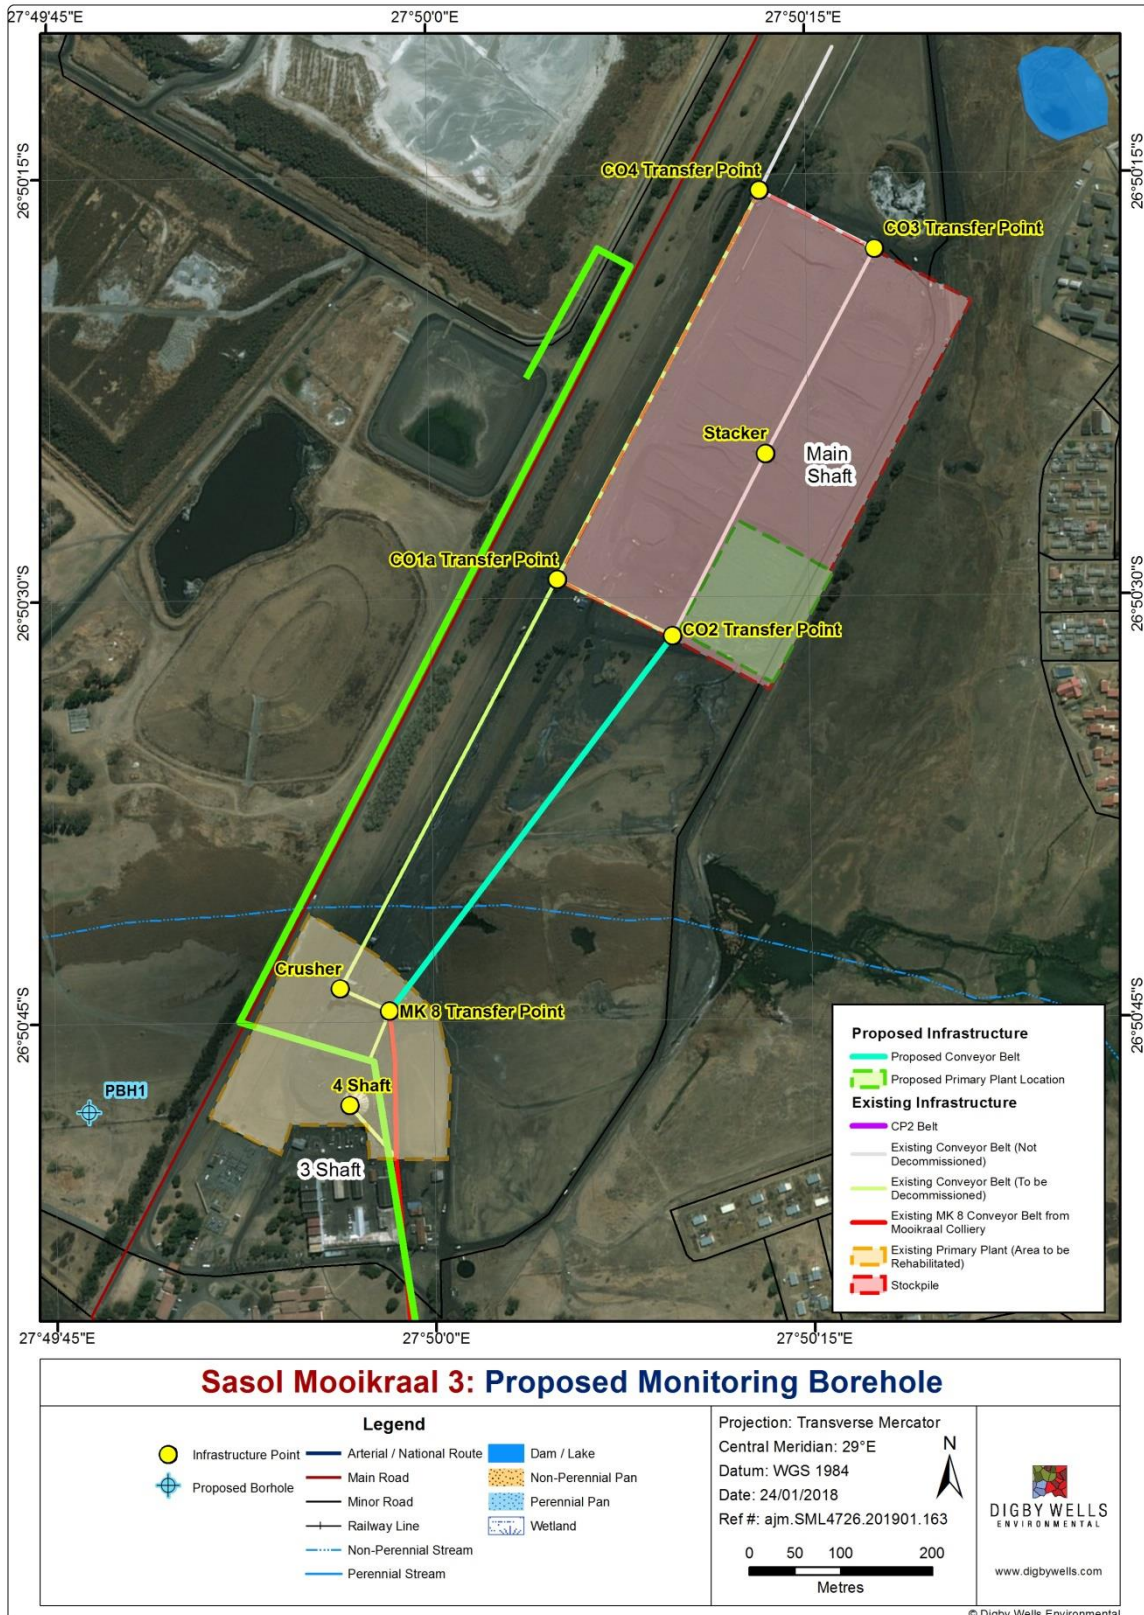 27°49'45"E
27°50'0"E
27°50'15"E
26°50'15"S
26°50'15"S
CO4 Transfer Point
CO3 Transfer Point
Stacker
Main
Shaft
CO1a Transfer Point
26°50'30"S
26°50'30"S
CO2 Transfer Point
Crusher
MK 8 Transfer Point
26°50'45"S
26°50'45"S
PBH1
4 Shaft
3 Shaft
Proposed Infrastructure
Proposed Conveyor Belt
Proposed Primary Plant Location
Existing Infrastructure
CP2 Belt
Existing Conveyor Belt (Not
Decommissioned)
Existing Conveyor Belt (To be
Decommissioned)
Existing MK 8 Conveyor Belt from
Mooikraal Colliery
Existing Primary Plant (Area to be
Rehabilitated)
Stockpile
27°49'45"E
27°50'0"E
27°50'15"E
Sasol Mooikraal 3: Proposed Monitoring Borehole
Legend
Infrastructure Point
Proposed Borehole
Arterial / National Route
Main Road
Minor Road
Railway Line
Non-Perennial Stream
Perennial Stream
Dam / Lake
Non-Perennial Pan
Perennial Pan
Wetland
Projection: Transverse Mercator
Central Meridian: 29°E
Datum: WGS 1984
Date: 24/01/2018
Ref #: ajm.SML4726.201901.163
N
0 50 100 200
Metres
DIGBY WELLS
ENVIRONMENTAL
www.digbywells.com
© Digby Wells Environmental